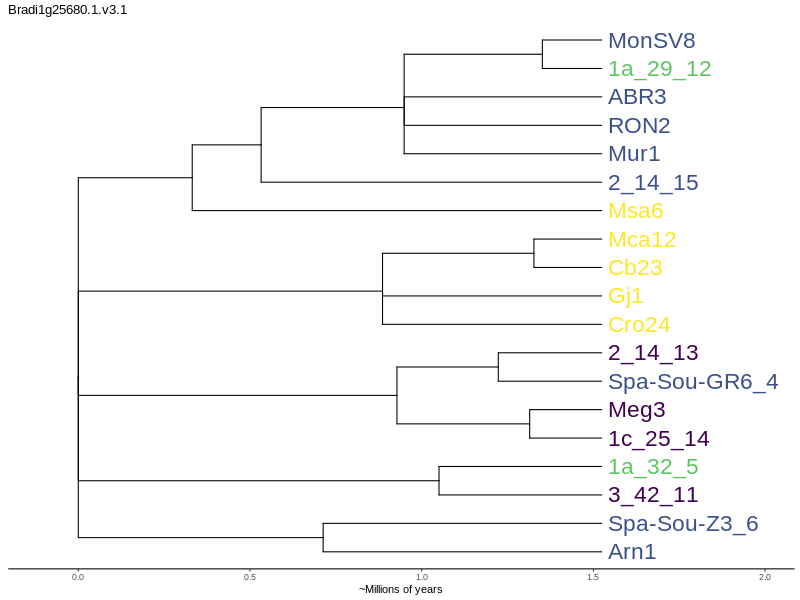 Bradi1g25680.1.v3.1
MonSV8
1a_29_12
ABR3
RON2
Mur1
2_14_15
Msa6
Mca12
Cb23
Gj1
Cro24
2_14_13
Spa-Sou-GR6_4
Meg3
1c_25_14
1a_32_5
3_42_11
Spa-Sou-Z3_6
Arn1
0.0 0.5 1.0 1.5 2.0
~Millions of years